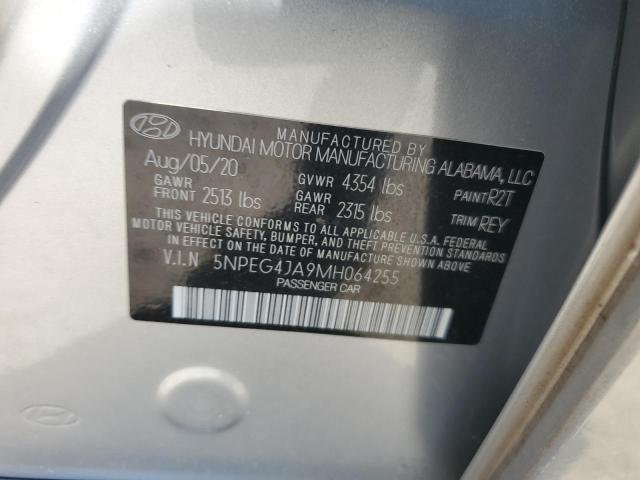 MANUFACTURED BY
HYUNDAI MOTOR MANUFACTURING ALABAMA, LLC
Aug/05/20 GVWR 4354 lbs PAINT R2T
GAWR FRONT 2513 lbs GAWR REAR 2315 lbs TRIM REY
THIS VEHICLE CONFORMS TO ALL APPLICABLE U.S.A. FEDERAL
MOTOR VEHICLE SAFETY, BUMPER, AND THEFT PREVENTION STANDARDS
IN EFFECT ON THE DATE OF MANUFACTURE SHOWN ABOVE.
V.I.N 5NPEG4JA9MH064255
PASSENGER CAR